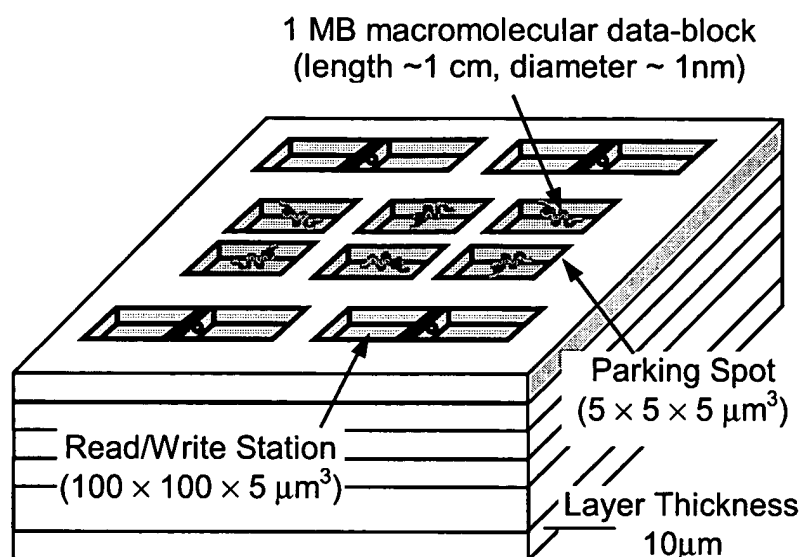 1 MB macromolecular data-block
(length ~1 cm, diameter ~ 1nm)
Parking Spot
(5 × 5 × 5 μm³)
Read/Write Station
(100 × 100 × 5 μm³)
Layer Thickness
10μm